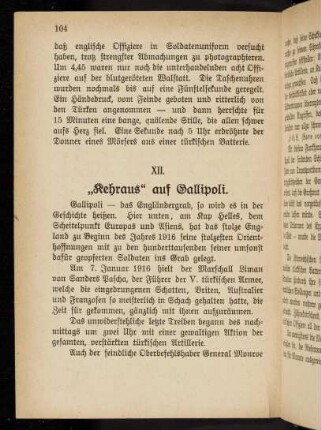 104
daß englische Offiziere in Soldatenuniform versucht
haben, trotz strengster Abmachungen zu photographieren.
Um 4,45 waren nur noch die unterhandelnden acht Offi-
ziere auf der blutgerösteten Walstatt. Die Taschenuhren
wurden nochmals bis auf eine Fünftelsekunde geregelt.
Ein Händedruck, vom Feinde geboten und ritterlich von
den Türken angenommen — und dann herrschte für
15 Minuten eine bange, quälende Stille, die allen schwer
aufs Herz fiel. Eine Sekunde nach 5 Uhr erdröhnte der
Donner eines Mörsers aus einer türkischen Batterie.
XII.
„Kehraus“ auf Gallipoli.
Gallipoli — das Engländergrab, so wird es in der
Geschichte heißen. Hier unten, am Kap Helles, dem
Scheitelpunkt Europas und Asiens, hat das stolze Eng-
land zu Beginn des Jahres 1916 seine stolzesten Orient-
hoffnungen mit zu den hunderttausenden seiner umsonst
dafür geopferten Soldaten ins Grab gelegt.
Am 7. Januar 1916 hielt der Marschall Liman
von Sanders Pascha, der Führer der V. türkischen Armee,
welche die eingedrungenen Schotten, Briten, Australier
und Franzosen so meisterlich in Schach gehalten hatte, die
Zeit für gekommen, gänzlich mit ihnen aufzuräumen.
Das unwiderstehliche letzte Treiben begann des nach-
mittags um zwei Uhr mit einer gewaltigen Aktion der
gesamten, verstärkten türkischen Artillerie.
Auch der feindliche Oberbefehlshaber General Monroe